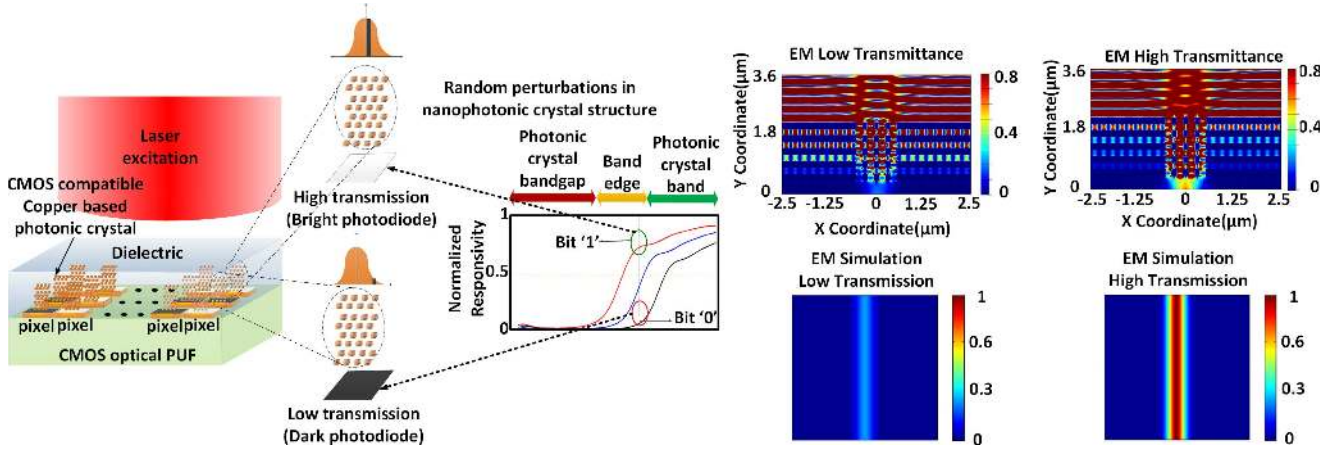 Laser
excitation
CMOS compatible
Copper based
photonic crystal
Dielectric
pixel pixel
pixel pixel
CMOS optical PUF
High transmission
(Bright photodiode)
Low transmission
(Dark photodiode)
Random perturbations in
nanophotonic crystal structure
Photonic
crystal
bandgap
Band
edge
Photonic
crystal
band
Normalized
Responsivity
1
0.5
0
Bit ‘1’
Bit ‘0’
EM Low Transmittance
Y Coordinate(µm)
3.6
1.8
0
-2.5 -1.25 0 1.25 2.5
X Coordinate(µm)
0.8
0.4
0
EM High Transmittance
Y Coordinate(µm)
3.6
1.8
0
-2.5 -1.25 0 1.25 2.5
X Coordinate(µm)
0.8
0.4
0
EM Simulation
Low Transmission
1
0.6
0.3
0
EM Simulation
High Transmission
1
0.6
0.3
0